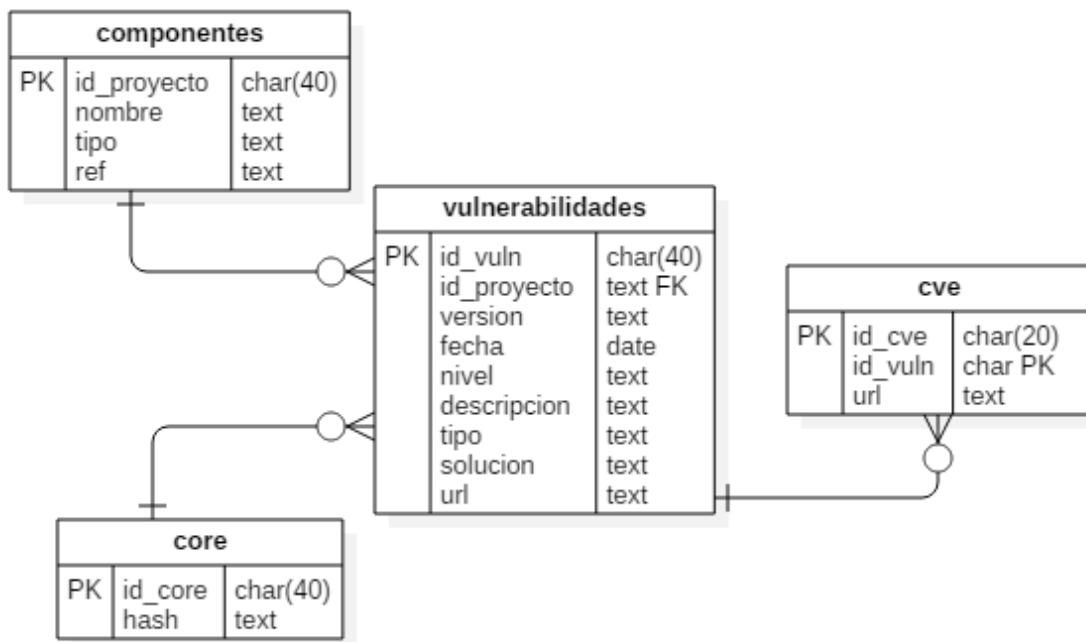 componentes
PK id_proyecto char(40)
nombre text
tipo text
ref text
vulnerabilidades
PK id_vuln char(40)
id_proyecto text FK
version text
fecha date
nivel text
descripcion text
tipo text
solucion text
url text
cve
PK id_cve char(20)
id_vuln char PK
url text
core
PK id_core char(40)
hash text